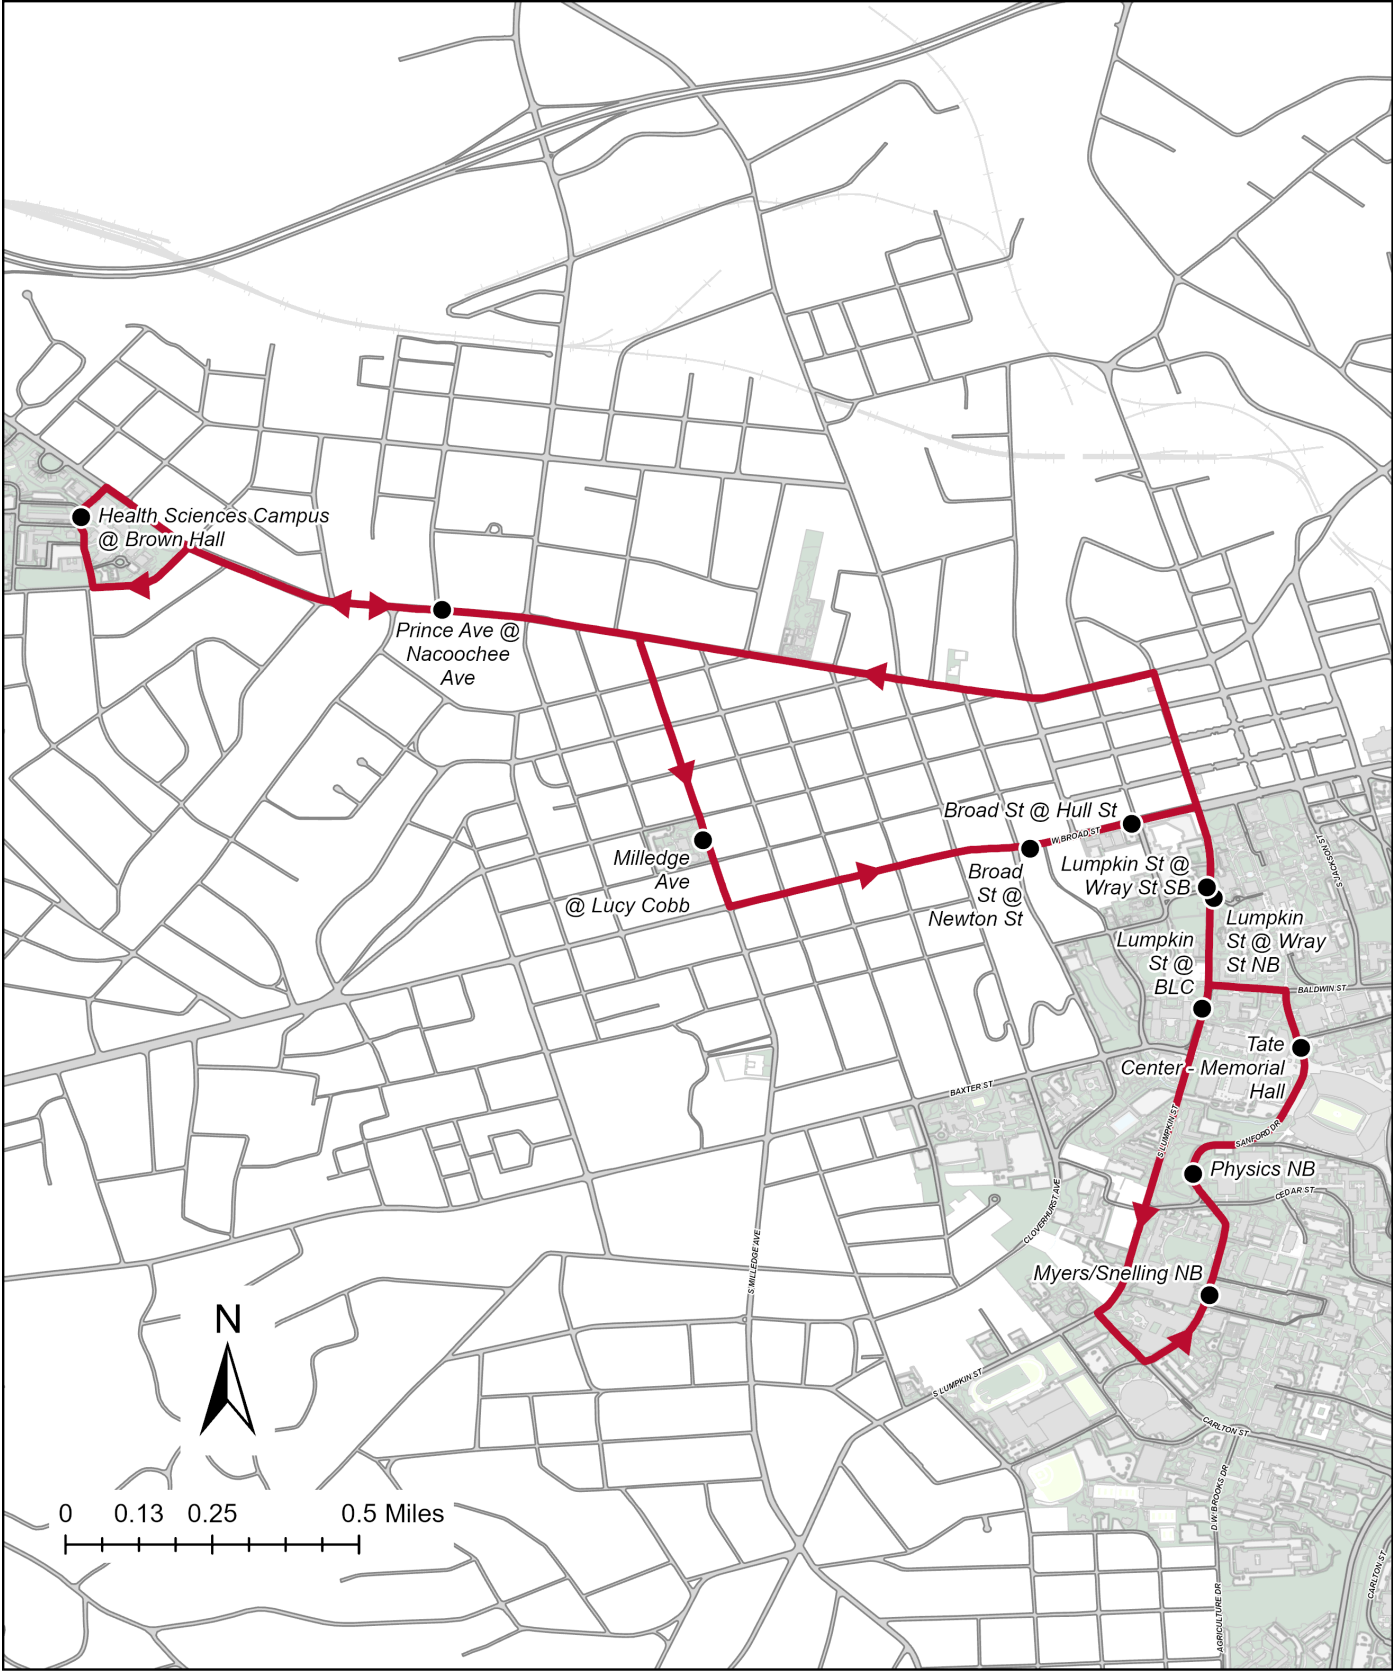 Health Sciences Campus
@ Brown Hall
Prince Ave @
Nacoochee
Ave
Broad St @ Hull St
W BROAD ST
S JACKSON ST
Milledge
Ave
@ Lucy Cobb
Broad
St @
Newton St
Lumpkin St @
Wray St SB
Lumpkin
St @ Wray
St NB
Lumpkin
St @
BLC
BALDWIN ST
Tate
Center - Memorial
Hall
BAXTER ST
S LUMPKIN ST
SANFORD DR
Physics NB
CEDAR ST
CLOVERHURST AVE
S MILLEDGE AVE
Myers/Snelling NB
N
S LUMPKIN ST
CARLTON ST
D.W. BROOKS DR
0 0.13 0.25 0.5 Miles
CARLTON ST
AGRICULTURE DR